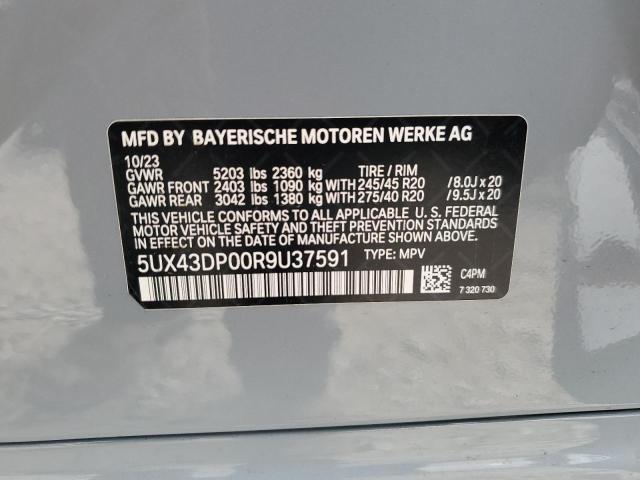 MFD BY BAYERISCHE MOTOREN WERKE AG
10/23
GVWR 5203 lbs 2360 kg TIRE / RIM
GAWR FRONT 2403 lbs 1090 kg WITH 245/45 R20 / 8.0J x 20
GAWR REAR 3042 lbs 1380 kg WITH 275/40 R20 / 9.5J x 20
THIS VEHICLE CONFORMS TO ALL APPLICABLE U. S. FEDERAL
MOTOR VEHICLE SAFETY AND THEFT PREVENTION STANDARDS
IN EFFECT ON THE DATE OF MANUFACTURE SHOWN ABOVE.
5UX43DP00R9U37591 TYPE: MPV
C4PM
7 320 730